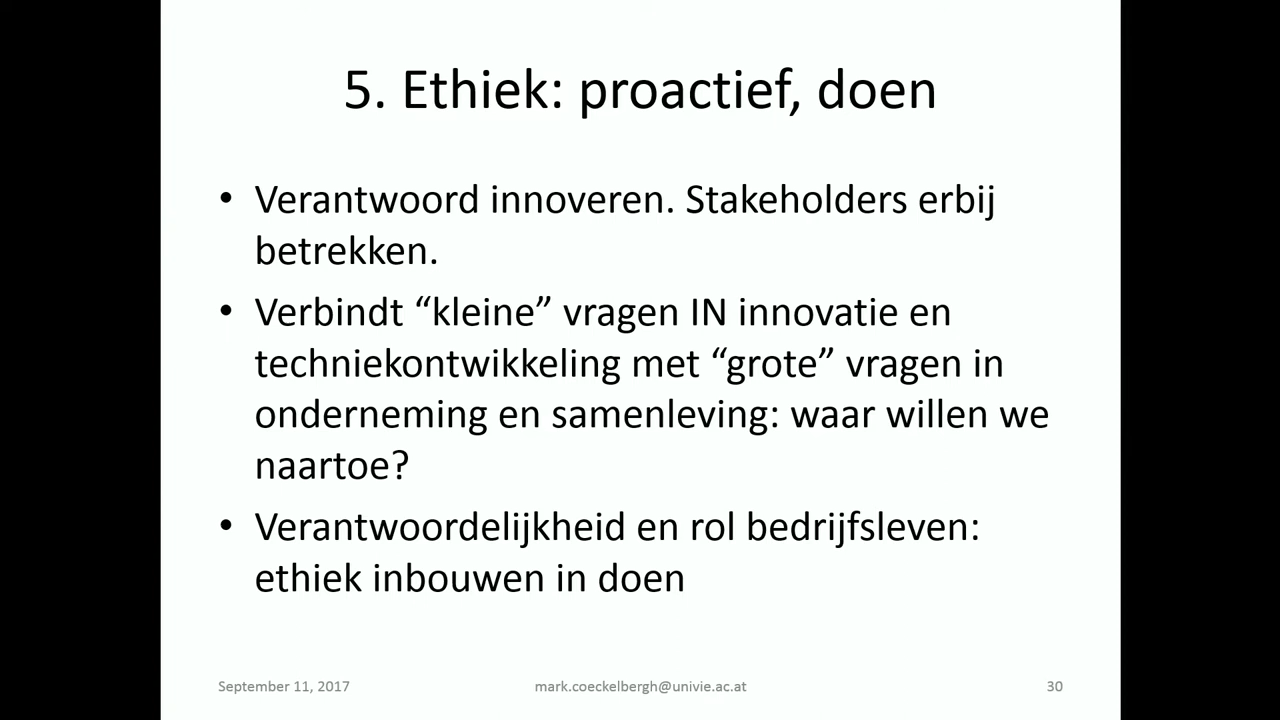 5. Ethiek: proactief, doen
• Verantwoord innoveren. Stakeholders erbij
betrekken.
• Verbindt “kleine” vragen IN innovatie en
techniekontwikkeling met “grote” vragen in
onderneming en samenleving: waar willen we
naartoe?
• Verantwoordelijkheid en rol bedrijfsleven:
ethiek inbouwen in doen
September 11, 2017
mark.coeckelbergh@univie.ac.at
30